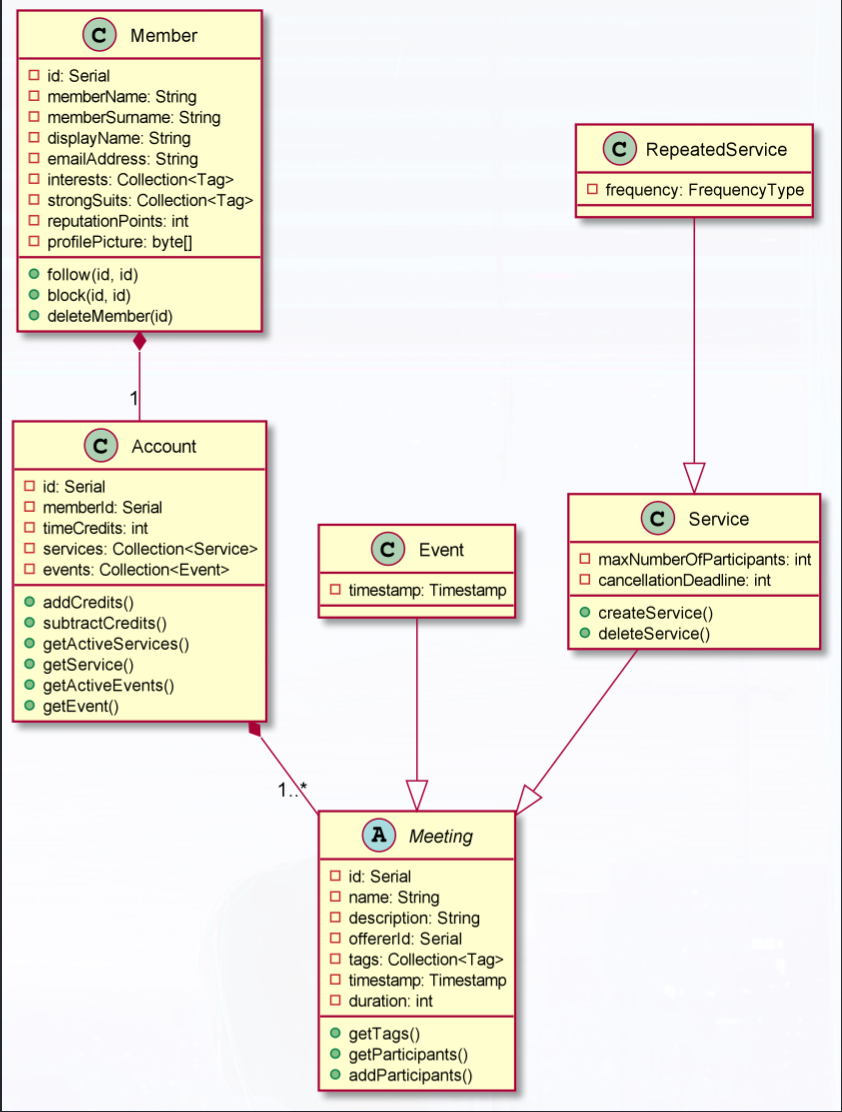 C Member
id: Serial
memberName: String
memberSurname: String
displayName: String
emailAddress: String
interests: Collection<Tag>
strongSuits: Collection<Tag>
reputationPoints: int
profilePicture: byte[]
follow(id, id)
block(id, id)
deleteMember(id)
1
C Account
id: Serial
memberId: Serial
timeCredits: int
services: Collection<Service>
events: Collection<Event>
addCredits()
subtractCredits()
getActiveServices()
getService()
getActiveEvents()
getEvent()
1..*
C RepeatedService
frequency: FrequencyType
C Event
timestamp: Timestamp
C Service
maxNumberOfParticipants: int
cancellationDeadline: int
createService()
deleteService()
A Meeting
id: Serial
name: String
description: String
offererId: Serial
tags: Collection<Tag>
timestamp: Timestamp
duration: int
getTags()
getParticipants()
addParticipants()